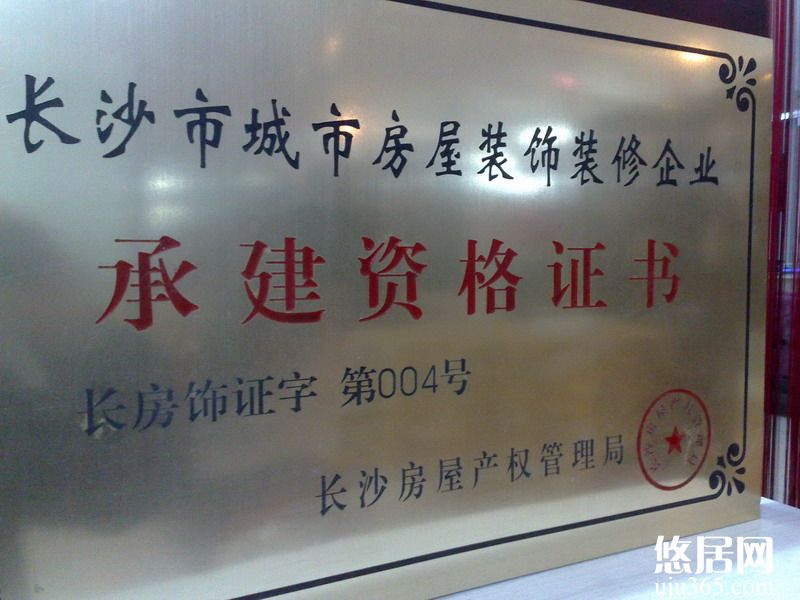 长沙市城市房屋装饰装修企业
承建资格证书
长房饰证字 第004号
长沙房屋产权管理局
悠居网
uju365.com